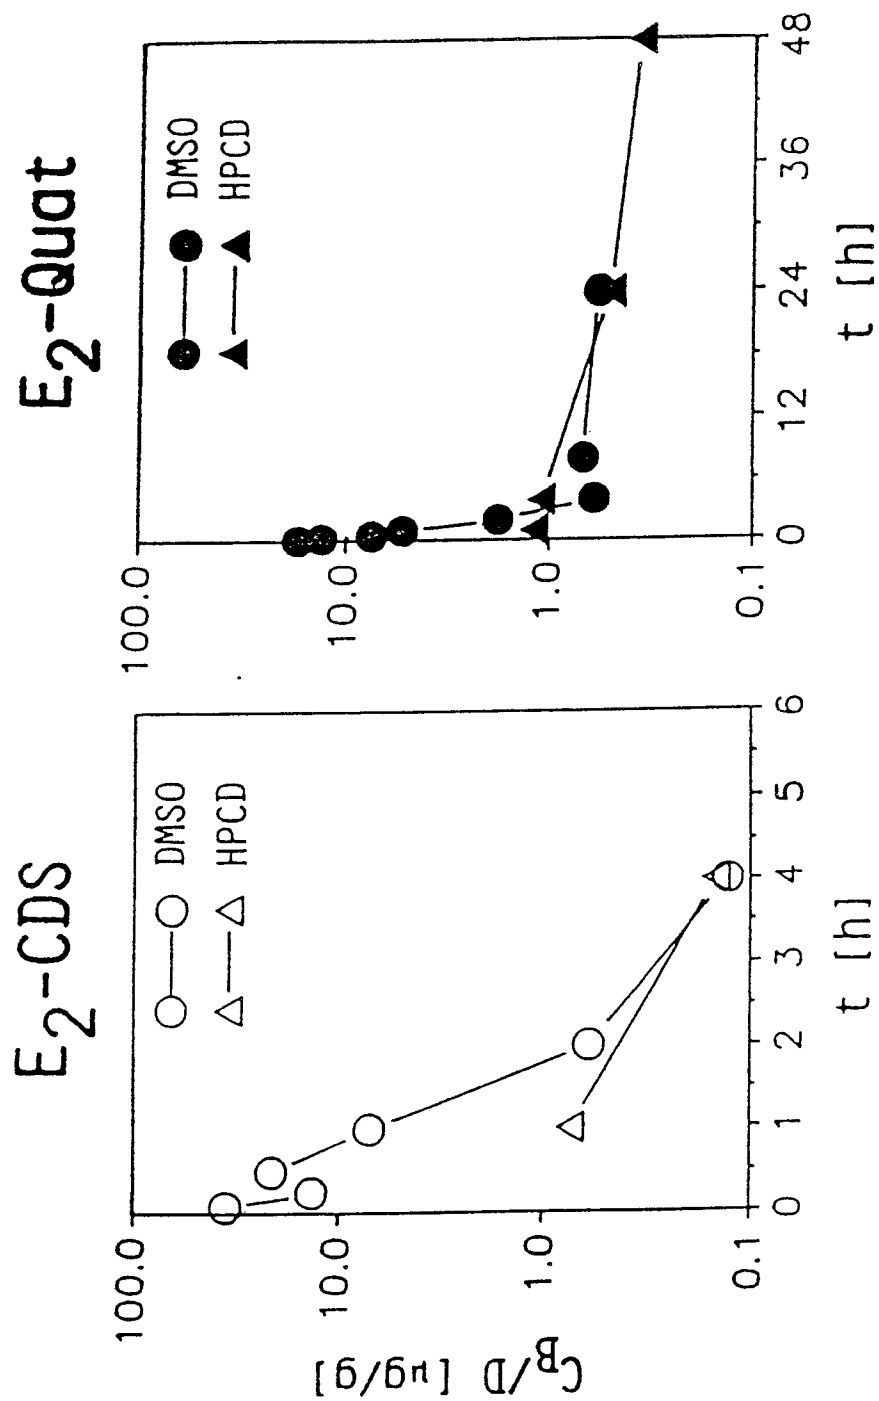 E2-CDS
CB/D [µg/g]
100.0
10.0
1.0
0.1
DMSO
HPCD
0 1 2 3 4 5 6
t [h]
E2-Quat
100.0
10.0
1.0
0.1
DMSO
HPCD
0 12 24 36 48
t [h]